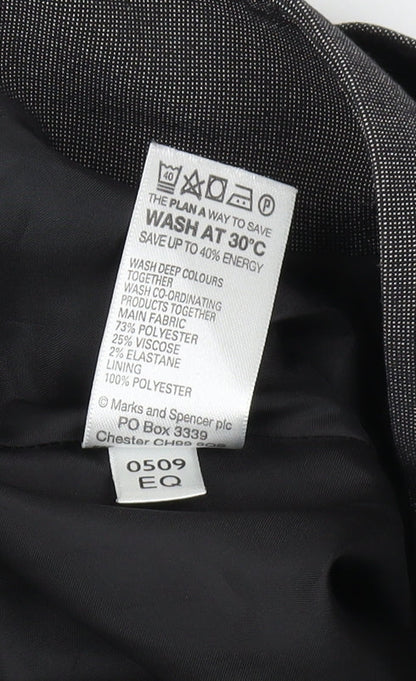 40 P
THE PLAN A WAY TO SAVE
WASH AT 30°C
SAVE UP TO 40% ENERGY
WASH DEEP COLOURS
TOGETHER
WASH CO-ORDINATING
PRODUCTS TOGETHER
MAIN FABRIC
73% POLYESTER
25% VISCOSE
2% ELASTANE
LINING
100% POLYESTER
© Marks and Spencer plc
PO Box 3339
Chester
0509
EQ